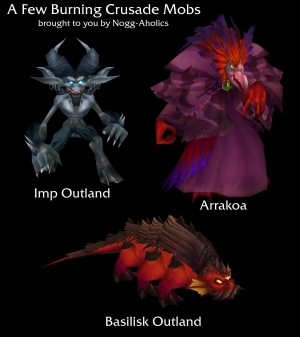 A Few Burning Crusade Mobs
brought to you by Nogg-Aholics
Imp Outland
Arrakoa
Basilisk Outland